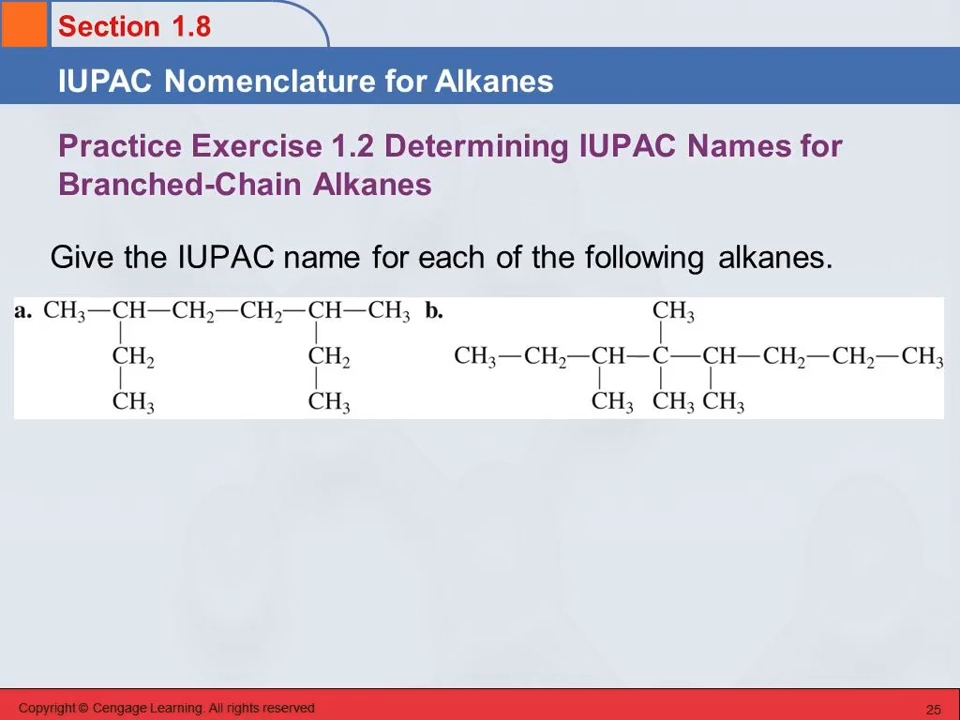 Section 1.8
IUPAC Nomenclature for Alkanes
Practice Exercise 1.2 Determining IUPAC Names for
Branched-Chain Alkanes
Give the IUPAC name for each of the following alkanes.
a. CH₃—CH—CH₂—CH₂—CH—CH₃
CH₂ CH₂
CH₃ CH₃
b. CH₃
CH₃—CH₂—CH—C—CH—CH₂—CH₂—CH₃
CH₃ CH₃ CH₃
Copyright © Cengage Learning. All rights reserved
25